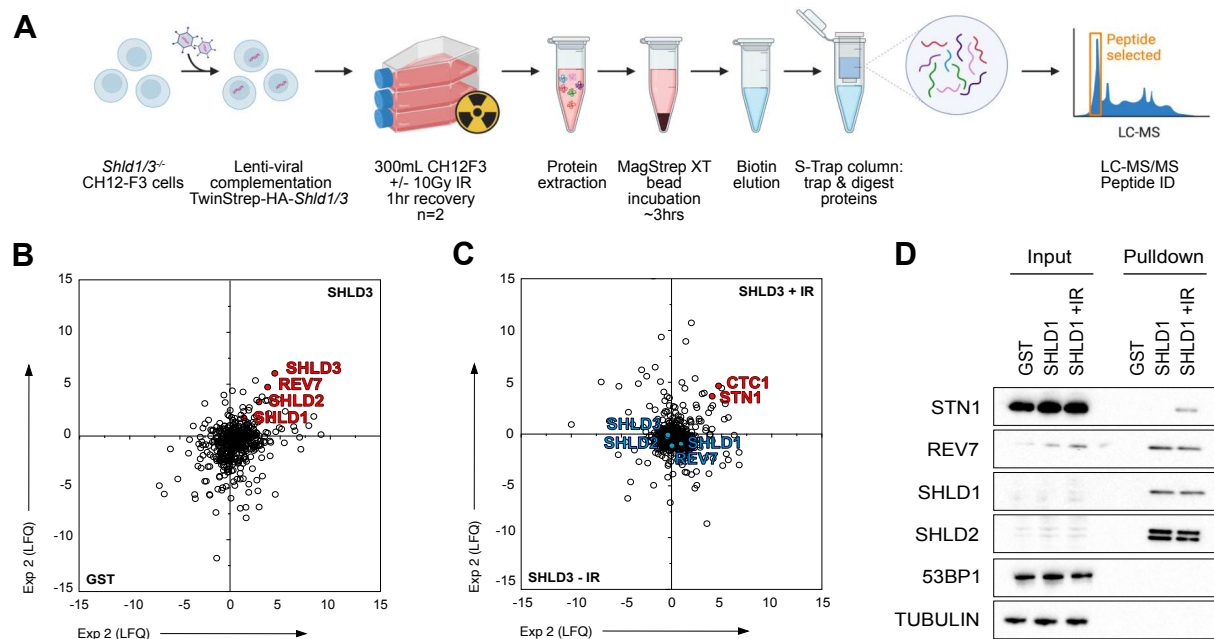 A
Shld1/3-/-
CH12-F3 cells
Lenti-viral
complementation
TwinStrep-HA-Shld1/3
300mL CH12F3
+/- 10Gy IR
1hr recovery
n=2
Protein
extraction
MagStrep XT
bead
incubation
~3hrs
Biotin
elution
S-Trap column:
trap & digest
proteins
Peptide
selected
LC-MS
LC-MS/MS
Peptide ID
B
15
10
5
0
-5
-10
-15
SHLD3
SHLD3
REV7
SHLD2
SHLD1
GST
-15
-10
-5
0
5
10
15
Exp 2 (LFQ)
Exp 2 (LFQ)
C
15
10
5
0
-5
-10
-15
SHLD3 + IR
CTC1
STN1
SHLD3
SHLD2
SHLD1
REV7
SHLD3 - IR
-15
-10
-5
0
5
10
15
Exp 2 (LFQ)
Exp 2 (LFQ)
D
Input
Pulldown
GST
SHLD1
SHLD1 +IR
GST
SHLD1
SHLD1 +IR
STN1
REV7
SHLD1
SHLD2
53BP1
TUBULIN